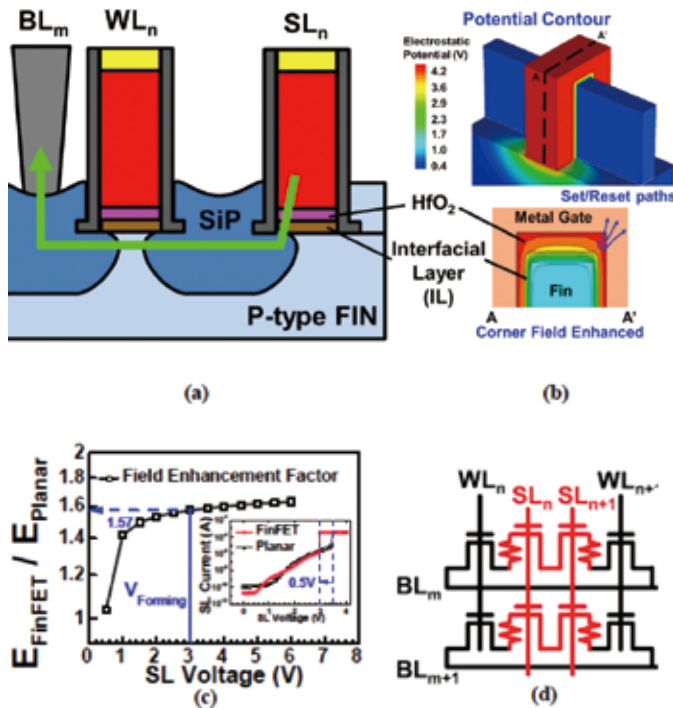 BLm
WLn
SLn
SiP
P-type FIN
HfO2
Interfacial
Layer
(IL)
(a)
(b)
Potential Contour
Electrostatic
Potential (V)
4.2
3.6
2.8
2.0
1.2
0.4
A'
A
Set/Reset paths
Metal Gate
Fin
A
A'
Corner Field Enhanced
EFinFET / EPlanar
2
1.8
1.6
1.4
1.2
1
Field Enhancement Factor
1.57
VForming
SL Current (A)
FinFET
Planar
0.5V
SL Voltage (V)
0 1 2 3 4 5 6 7 8
SL Voltage (V)
(c)
WLn
SLn
SLn+1
BLm
BLm+1
(d)